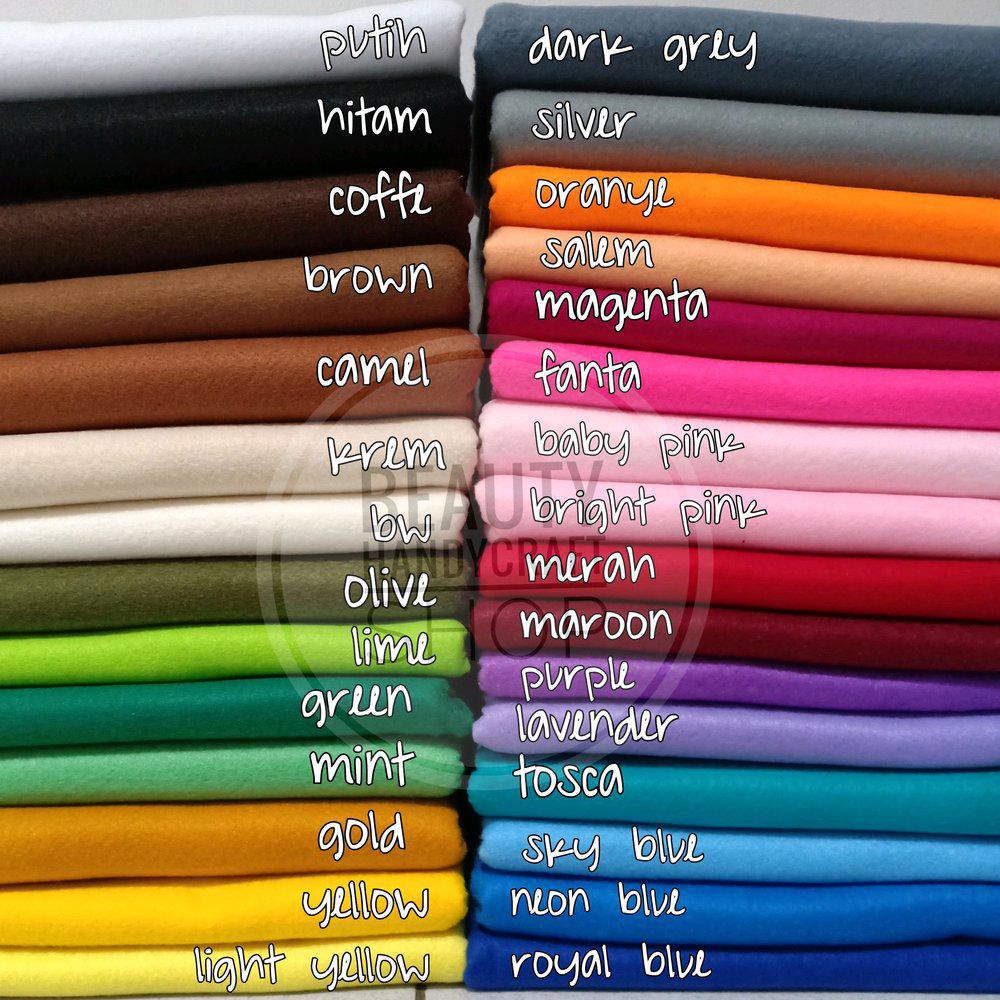 putih
hitam
coffe
brown
camel
krem
bw
olive
lime
green
mint
gold
yellow
light yellow
dark grey
silver
oranye
salem
magenta
fanta
baby pink
bright pink
merah
maroon
purple
lavender
tosca
sky blue
neon blue
royal blue
BEAUTY
HANDYCRAFT
SHOP